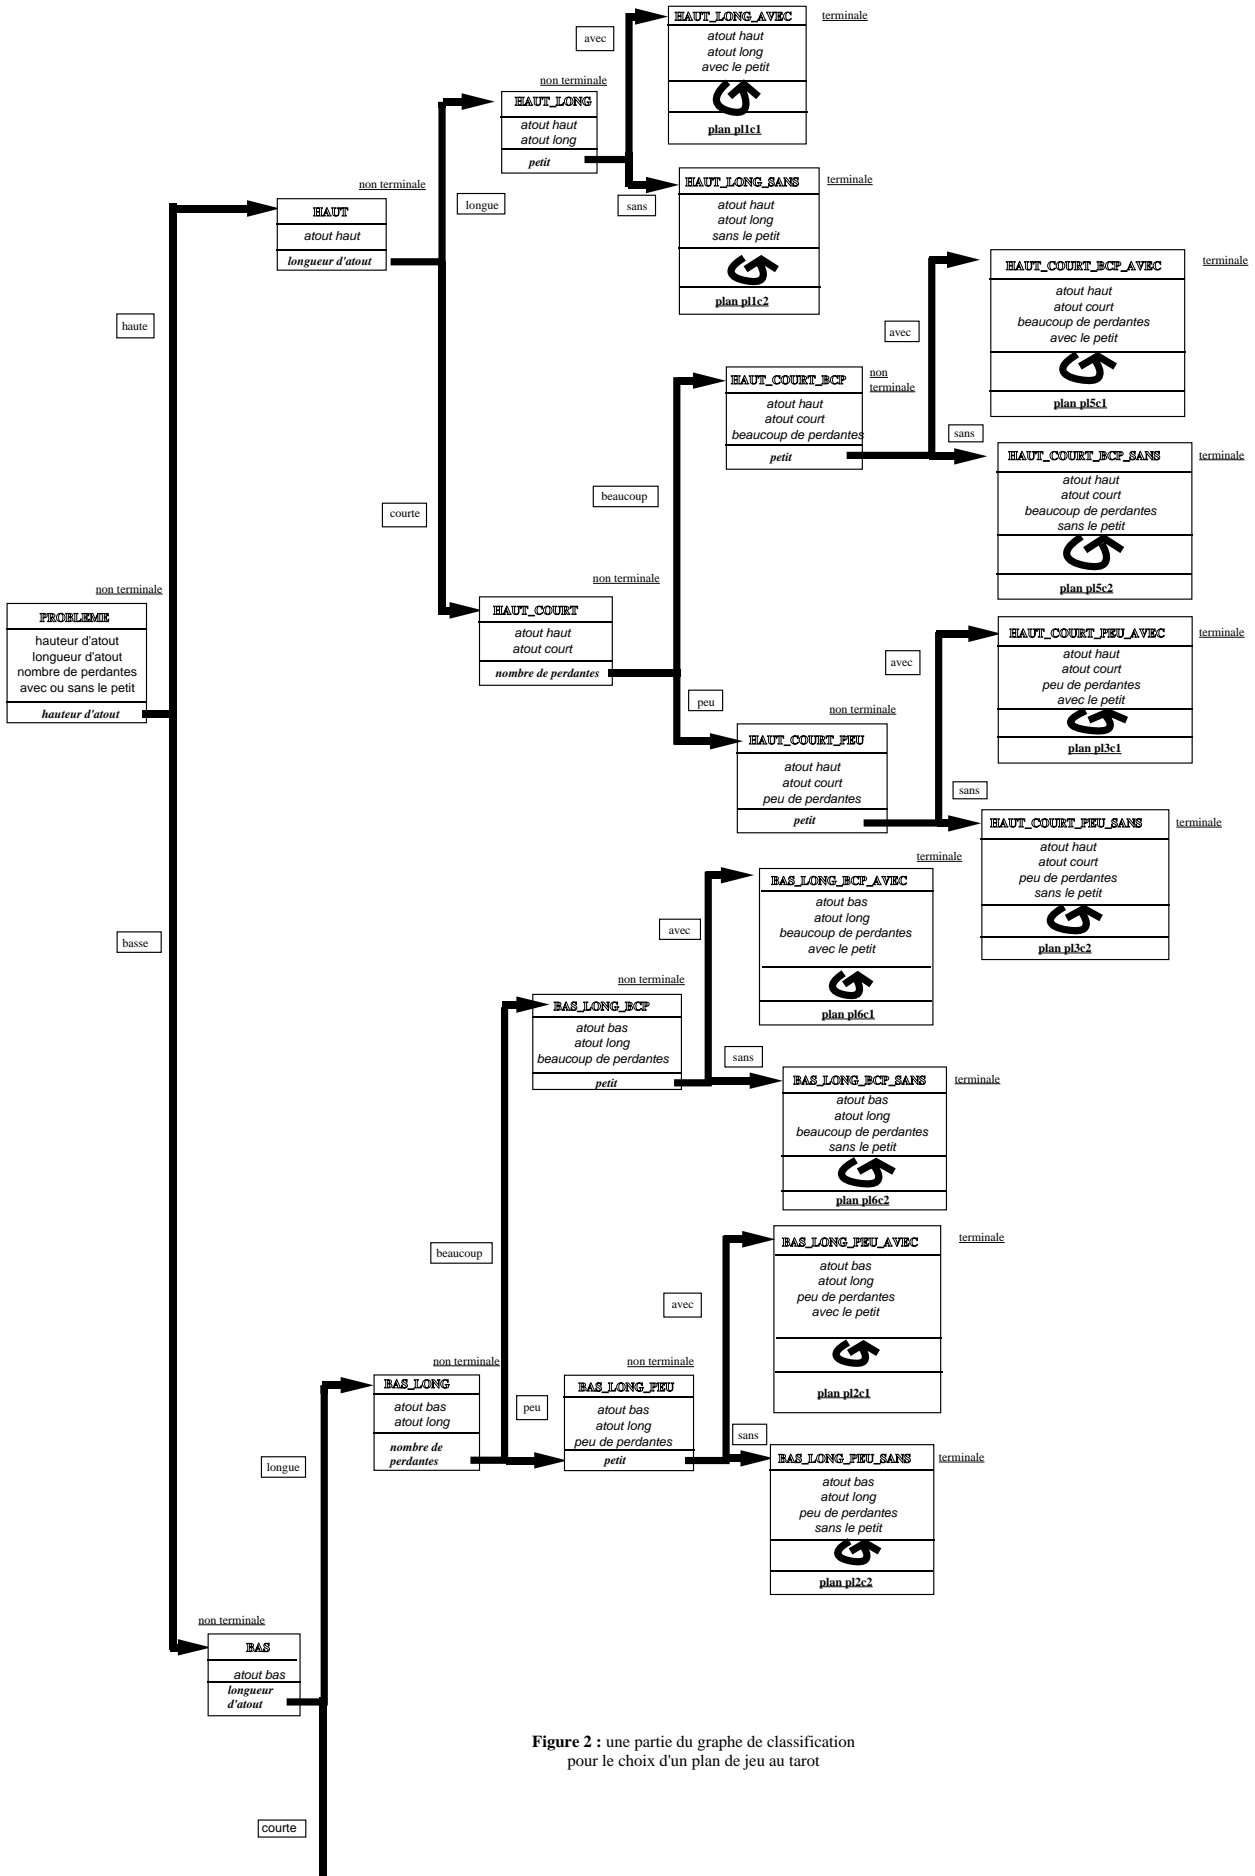 HAUT_LONG_AVEC
terminale
atout haut
atout long
avec le petit
plan pl1c1
avec
non terminale
HAUT_LONG
atout haut
atout long
petit
sans
HAUT_LONG_SANS
terminale
atout haut
atout long
sans le petit
plan pl1c2
non terminale
HAUT
atout haut
longueur d'atout
longue
haute
HAUT_COURT_BCP_AVEC
terminale
atout haut
atout court
beaucoup de perdantes
avec le petit
plan pl5c1
avec
HAUT_COURT_BCP
non
terminale
atout haut
atout court
beaucoup de perdantes
petit
sans
HAUT_COURT_BCP_SANS
terminale
atout haut
atout court
beaucoup de perdantes
sans le petit
plan pl5c2
beaucoup
courte
non terminale
HAUT_COURT
atout haut
atout court
nombre de perdantes
non terminale
PROBLEME
hauteur d'atout
longueur d'atout
nombre de perdantes
avec ou sans le petit
hauteur d'atout
HAUT_COURT_PEU_AVEC
terminale
atout haut
atout court
peu de perdantes
avec le petit
plan pl3c1
avec
peu
non terminale
HAUT_COURT_PEU
atout haut
atout court
peu de perdantes
petit
sans
HAUT_COURT_PEU_SANS
terminale
atout haut
atout court
peu de perdantes
sans le petit
plan pl3c2
basse
terminale
BAS_LONG_BCP_AVEC
atout bas
atout long
beaucoup de perdantes
avec le petit
plan pl6c1
avec
non terminale
BAS_LONG_BCP
atout bas
atout long
beaucoup de perdantes
petit
sans
BAS_LONG_BCP_SANS
terminale
atout bas
atout long
beaucoup de perdantes
sans le petit
plan pl6c2
beaucoup
BAS_LONG_PEU_AVEC
terminale
atout bas
atout long
peu de perdantes
avec le petit
plan pl2c1
avec
non terminale
BAS_LONG
atout bas
atout long
nombre de
perdantes
peu
non terminale
BAS_LONG_PEU
atout bas
atout long
peu de perdantes
petit
sans
BAS_LONG_PEU_SANS
terminale
atout bas
atout long
peu de perdantes
sans le petit
plan pl2c2
longue
non terminale
BAS
atout bas
longueur
d'atout
courte
Figure 2 : une partie du graphe de classification
pour le choix d'un plan de jeu au tarot